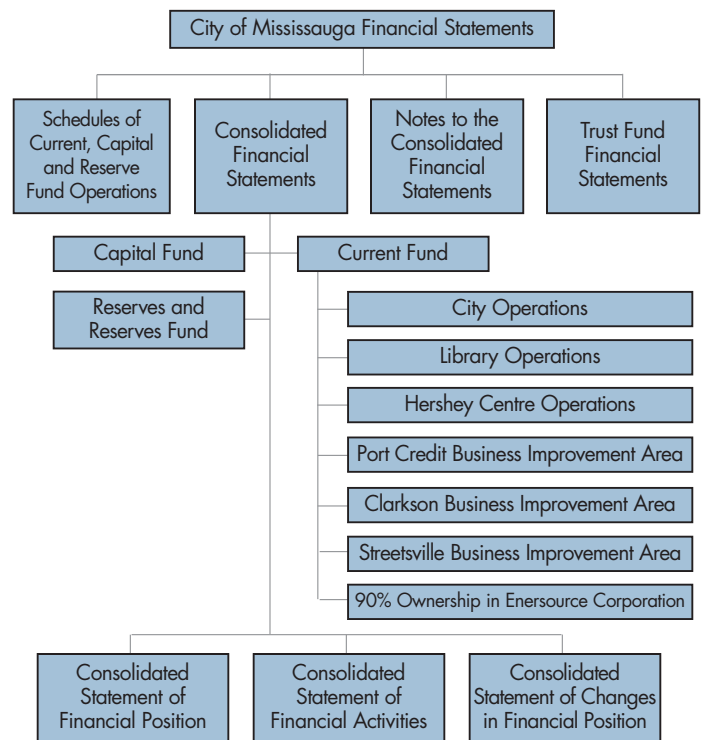 City of Mississauga Financial Statements
Schedules of
Current, Capital
and Reserve
Fund Operations
Consolidated
Financial
Statements
Notes to the
Consolidated
Financial
Statements
Trust Fund
Financial
Statements
Capital Fund
Current Fund
Reserves and
Reserves Fund
City Operations
Library Operations
Hershey Centre Operations
Port Credit Business Improvement Area
Clarkson Business Improvement Area
Streetsville Business Improvement Area
90% Ownership in Enersource Corporation
Consolidated
Statement of
Financial Position
Consolidated
Statement of
Financial Activities
Consolidated
Statement of Changes
in Financial Position